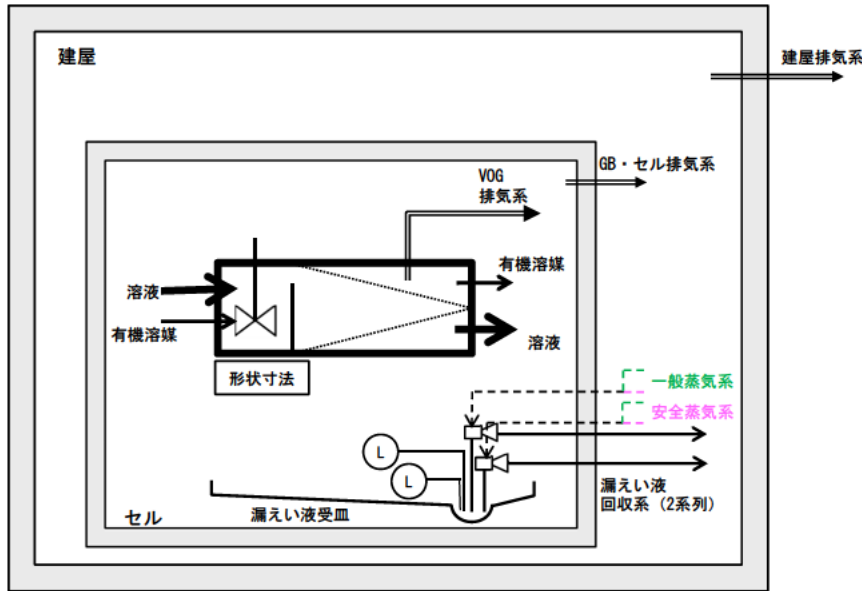 建屋
建屋排気系
GB・セル排気系
VOG
排気系
有機溶媒
溶液
有機溶媒
溶液
形状寸法
一般蒸気系
安全蒸気系
L
L
漏えい液
回収系（2系列）
漏えい液受皿
セル